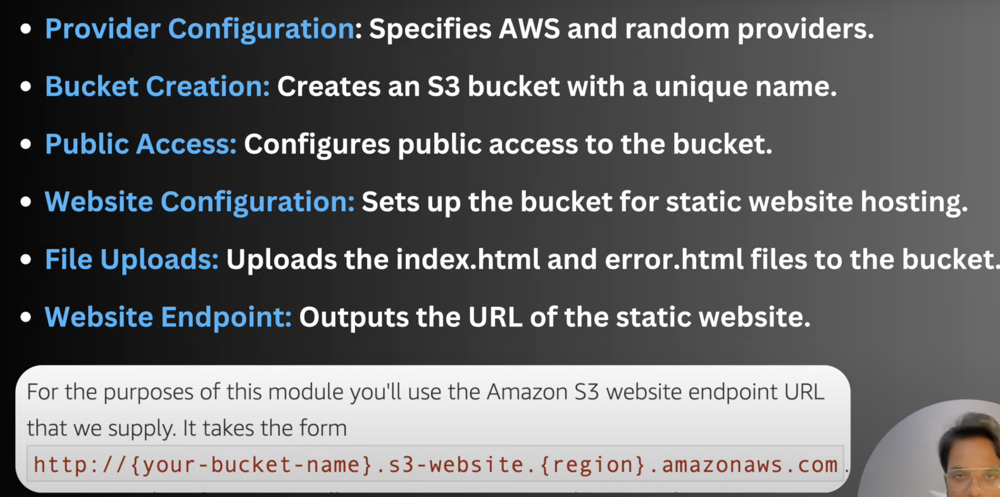 Provider Configuration: Specifies AWS and random providers.
Bucket Creation: Creates an S3 bucket with a unique name.
Public Access: Configures public access to the bucket.
Website Configuration: Sets up the bucket for static website hosting.
File Uploads: Uploads the index.html and error.html files to the bucket.
Website Endpoint: Outputs the URL of the static website.
For the purposes of this module you'll use the Amazon S3 website endpoint URL
that we supply. It takes the form
http://{your-bucket-name}.s3-website.{region}.amazonaws.com.